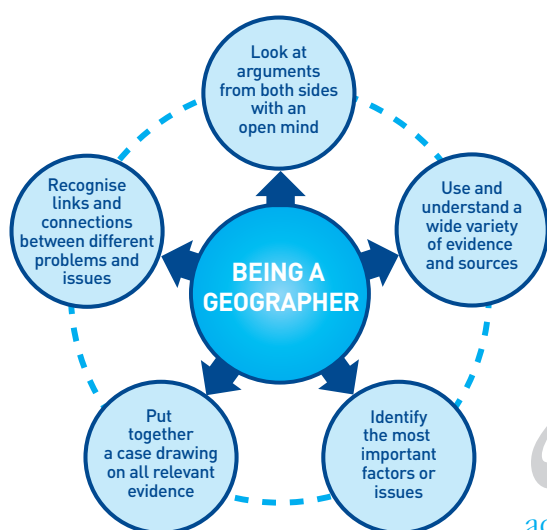 Look at
arguments
from both sides
with an
open mind
Recognise
links and
connections
between different
problems and
issues
Use and
understand a
wide variety
of evidence
and sources
BEING A
GEOGRAPHER
Put
together
a case drawing
on all relevant
evidence
Identify
the most
important
factors or
issues